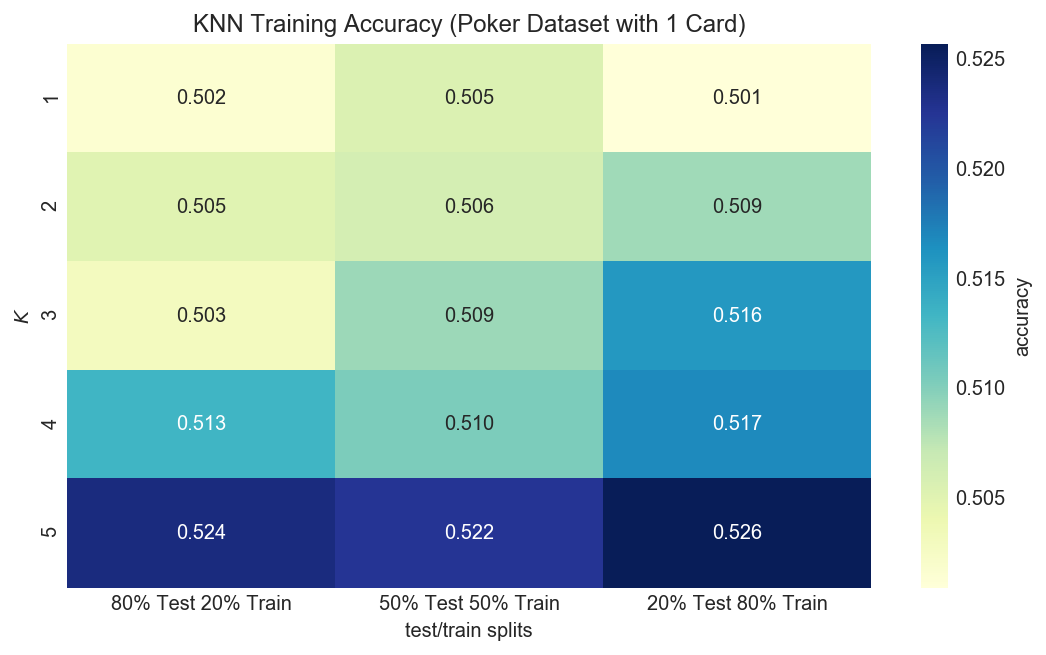 KNN Training Accuracy (Poker Dataset with 1 Card)
1 0.502 0.505 0.501
2 0.505 0.506 0.509
3 0.503 0.509 0.516
4 0.513 0.510 0.517
5 0.524 0.522 0.526
K
80% Test 20% Train 50% Test 50% Train 20% Test 80% Train
test/train splits
0.525
0.520
0.515
0.510
0.505
accuracy